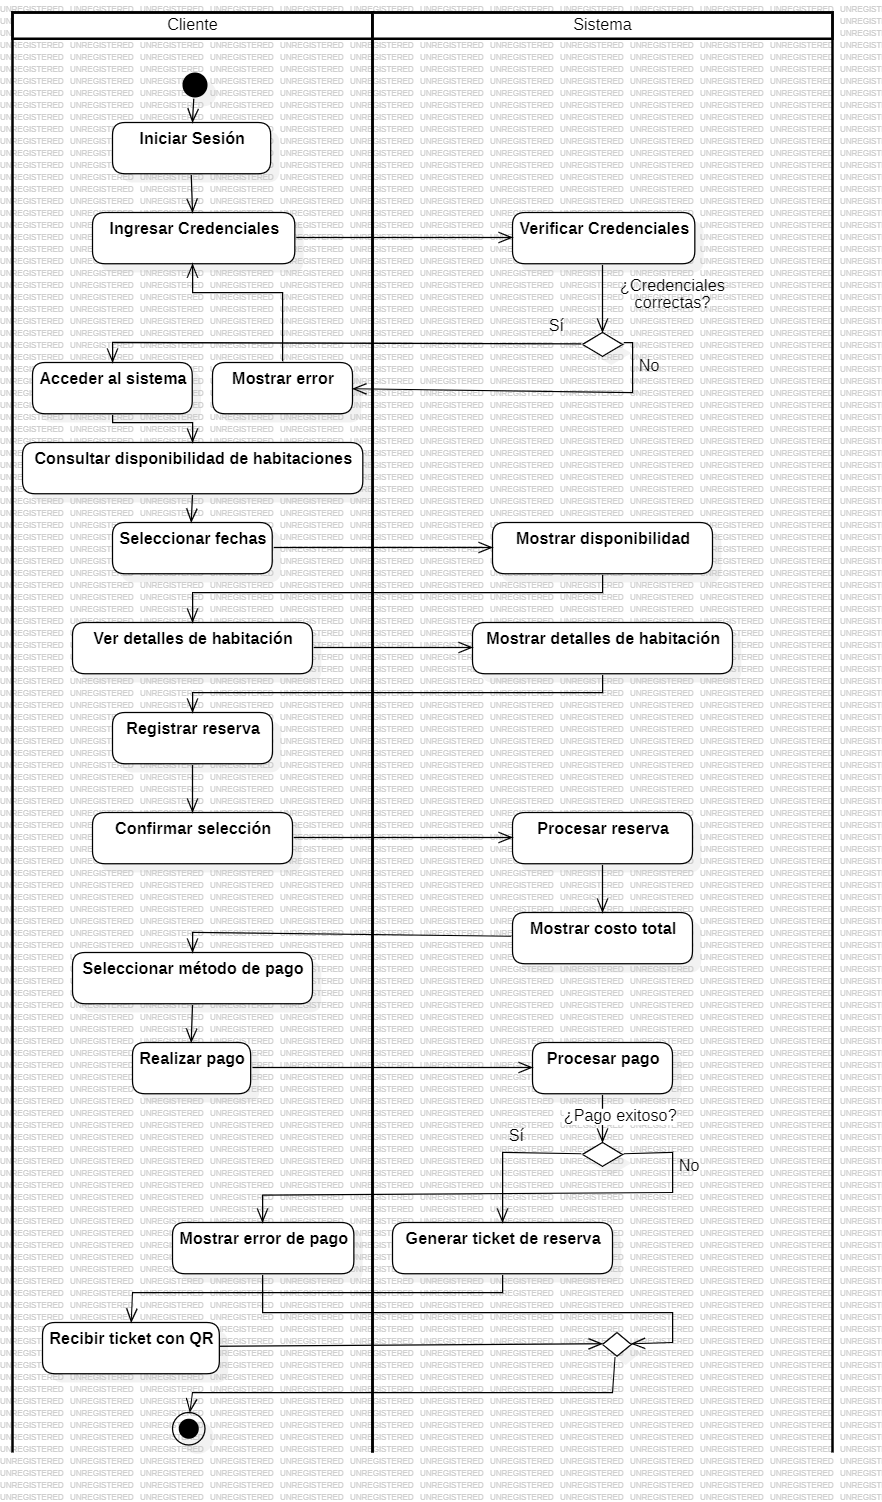 Cliente
Sistema
Iniciar Sesión
Ingresar Credenciales
Verificar Credenciales
¿Credenciales
correctas?
Sí
No
Acceder al sistema
Mostrar error
Consultar disponibilidad de habitaciones
Seleccionar fechas
Mostrar disponibilidad
Ver detalles de habitación
Mostrar detalles de habitación
Registrar reserva
Confirmar selección
Procesar reserva
Mostrar costo total
Seleccionar método de pago
Realizar pago
Procesar pago
¿Pago exitoso?
Sí
No
Mostrar error de pago
Generar ticket de reserva
Recibir ticket con QR
UNREGISTERED